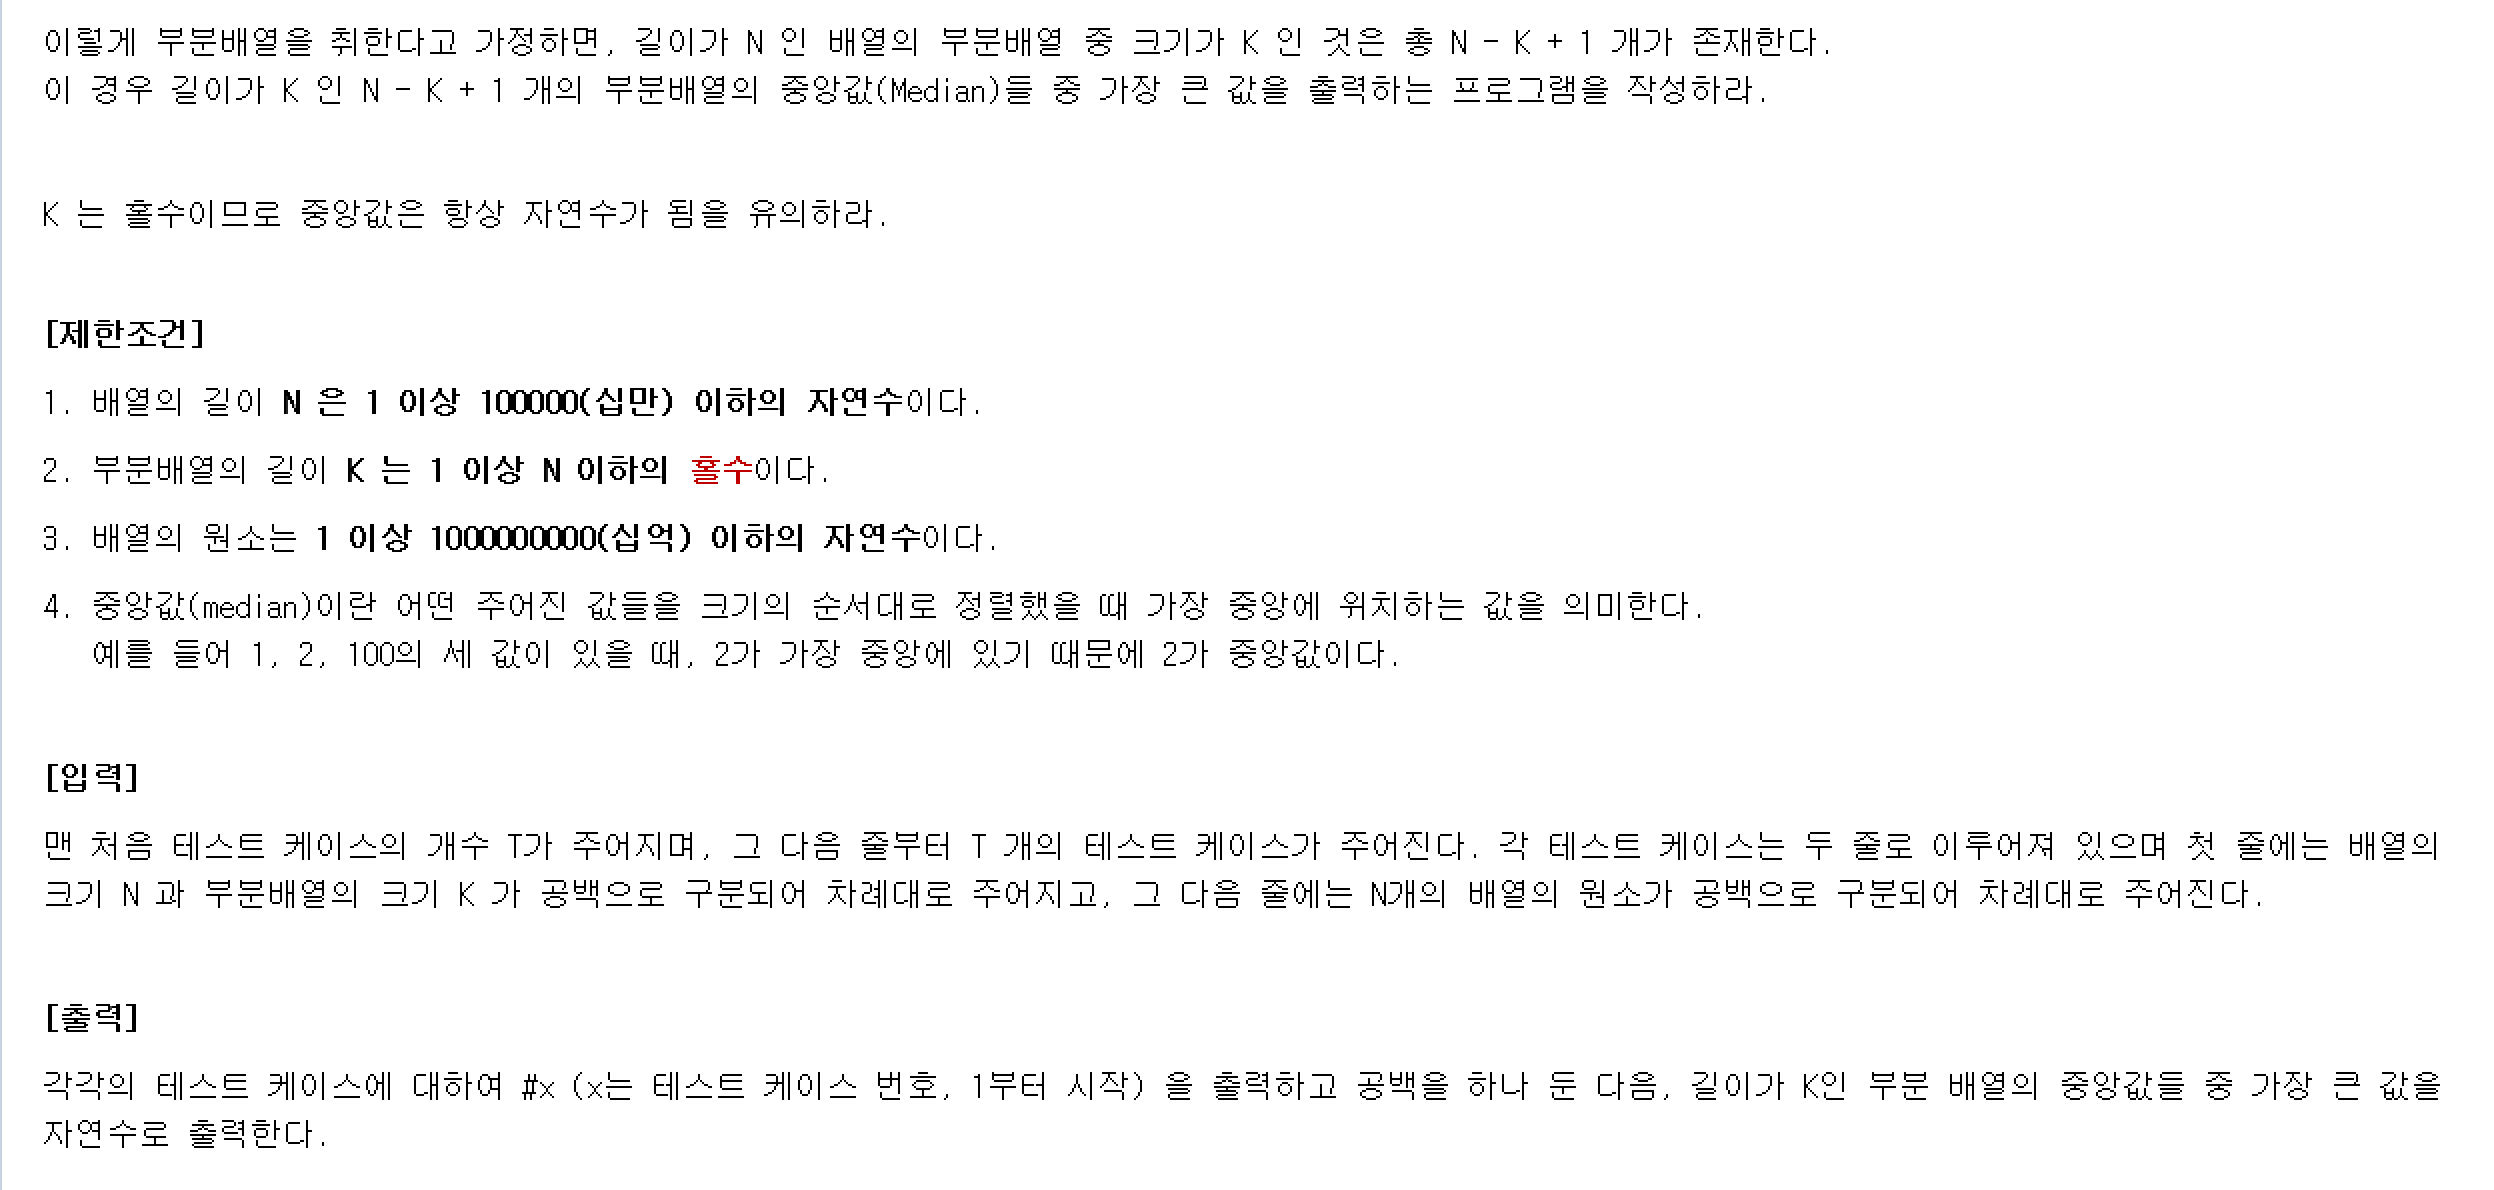 이렇게 부분배열을 취한다고 가정하면, 길이가 N 인 배열의 부분배열 중 크기가 K 인 것은 총 N - K + 1 개가 존재한다.
이 경우 길이가 K 인 N - K + 1 개의 부분배열의 중앙값(Median)들 중 가장 큰 값을 출력하는 프로그램을 작성하라.
K 는 홀수이므로 중앙값은 항상 자연수가 됨을 유의하라.
[제한조건]
1. 배열의 길이 N 은 1 이상 100000(십만) 이하의 자연수이다.
2. 부분배열의 길이 K 는 1 이상 N 이하의 홀수이다.
3. 배열의 원소는 1 이상 1000000000(십억) 이하의 자연수이다.
4. 중앙값(median)이란 어떤 주어진 값들을 크기의 순서대로 정렬했을 때 가장 중앙에 위치하는 값을 의미한다.
예를 들어 1, 2, 100의 세 값이 있을 때, 2가 가장 중앙에 있기 때문에 2가 중앙값이다.
[입력]
맨 처음 테스트 케이스의 개수 T가 주어지며, 그 다음 줄부터 T 개의 테스트 케이스가 주어진다. 각 테스트 케이스는 두 줄로 이루어져 있으며 첫 줄에는 배열의
크기 N 과 부분배열의 크기 K 가 공백으로 구분되어 차례대로 주어지고, 그 다음 줄에는 N개의 배열의 원소가 공백으로 구분되어 차례대로 주어진다.
[출력]
각각의 테스트 케이스에 대하여 #x (x는 테스트 케이스 번호, 1부터 시작) 을 출력하고 공백을 하나 둔 다음, 길이가 K인 부분 배열의 중앙값들 중 가장 큰 값을
자연수로 출력한다.